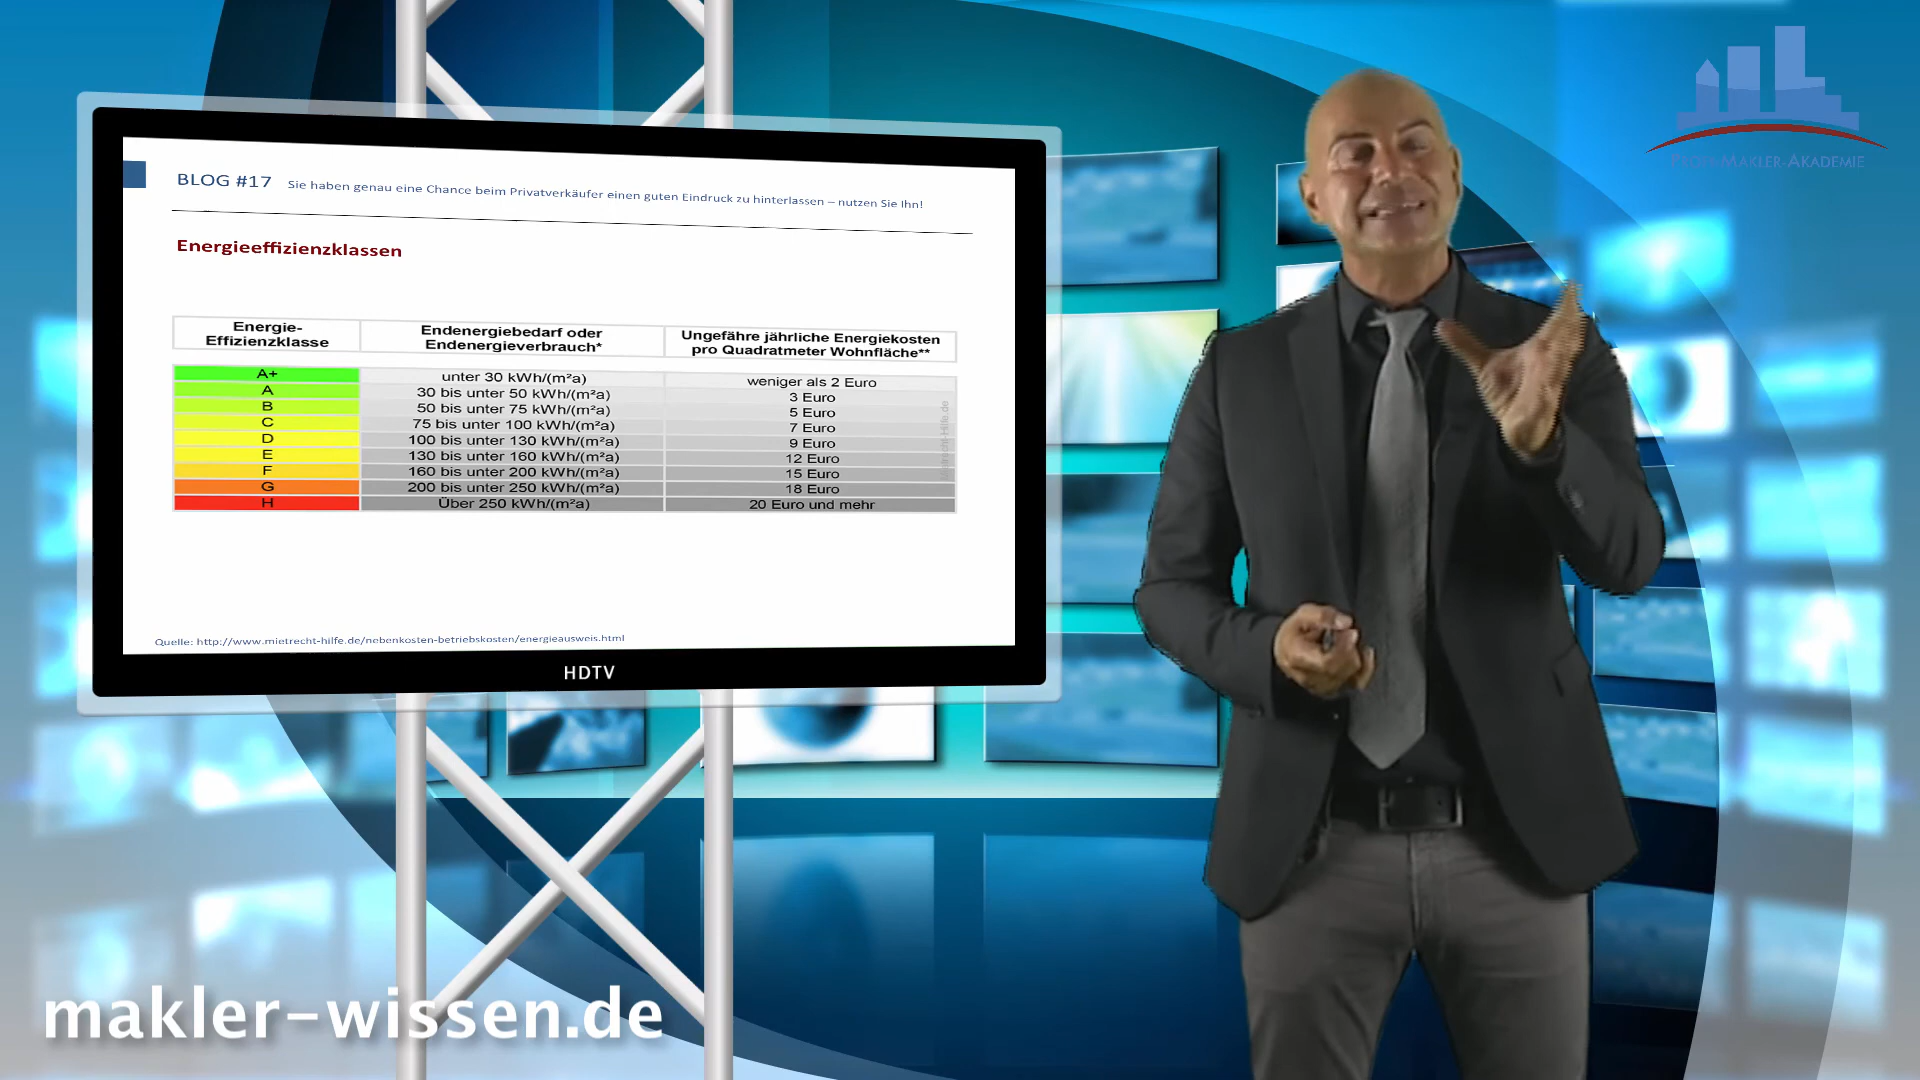 PROFI-MAKLER-AKADEMIE
BLOG #17 Sie haben genau eine Chance beim Privatverkäufer einen guten Eindruck zu hinterlassen – nutzen Sie Ihn!
Energieeffizienzklassen
Energie-
Effizienzklasse
Endenergiebedarf oder
Endenergieverbrauch*
Ungefähre jährliche Energiekosten
pro Quadratmeter Wohnfläche**
A+ unter 30 kWh/(m²a) weniger als 2 Euro
A 30 bis unter 50 kWh/(m²a) 3 Euro
B 50 bis unter 75 kWh/(m²a) 5 Euro
C 75 bis unter 100 kWh/(m²a) 7 Euro
D 100 bis unter 130 kWh/(m²a) 9 Euro
E 130 bis unter 160 kWh/(m²a) 12 Euro
F 160 bis unter 200 kWh/(m²a) 15 Euro
G 200 bis unter 250 kWh/(m²a) 18 Euro
H Über 250 kWh/(m²a) 20 Euro und mehr
Quelle: http://www.mietrecht-hilfe.de/nebenkosten-betriebskosten/energieausweis.html
HDTV
makler-wissen.de